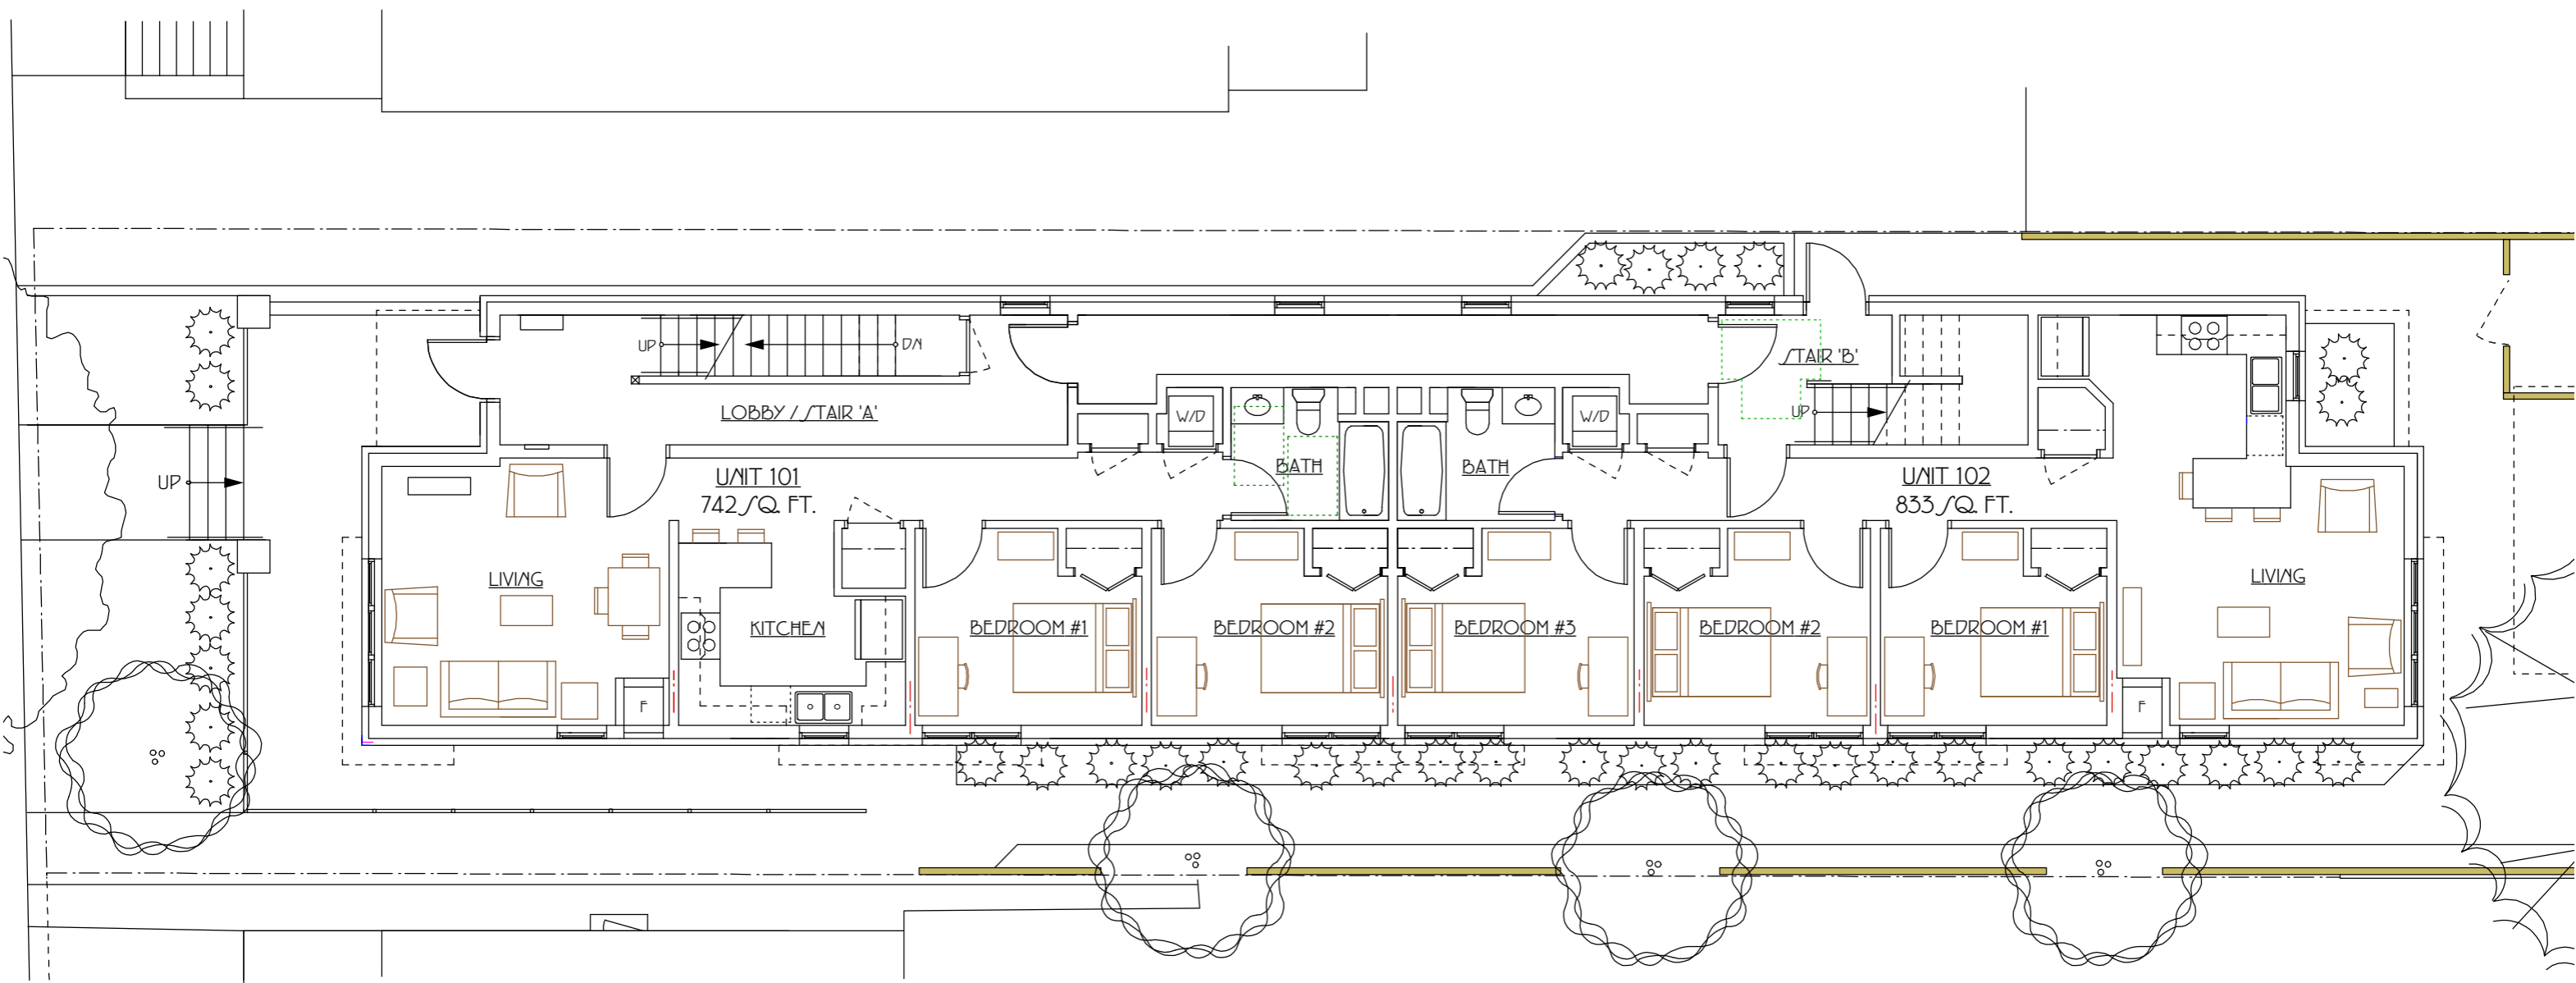 UP
DN
STAIR 'B'
LOBBY / STAIR 'A'
W/D
W/D
UP
BATH
BATH
UP
UNIT 101
742 SQ. FT.
UNIT 102
833 SQ. FT.
LIVING
LIVING
KITCHEN
BEDROOM #1
BEDROOM #2
BEDROOM #3
BEDROOM #2
BEDROOM #1
F
F